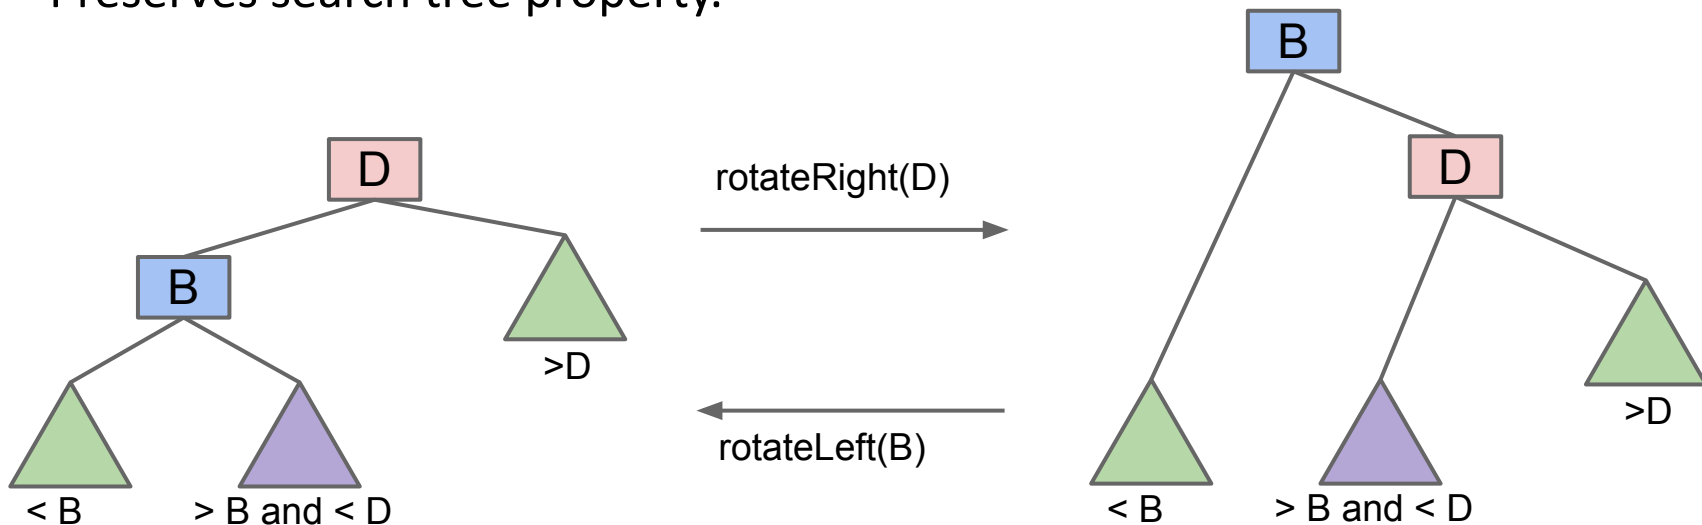 Preserves search tree property.
B
D
rotateRight(D)
D
B
>D
>D
rotateLeft(B)
< B
> B and < D
< B
> B and < D